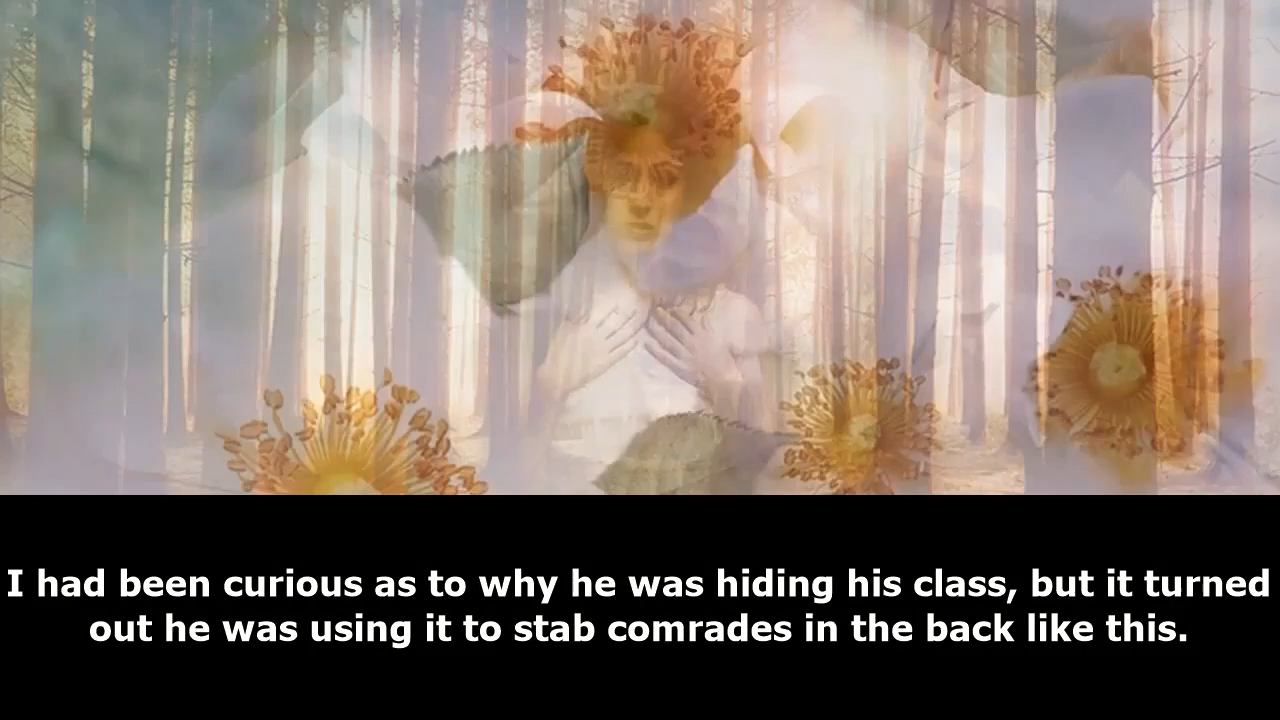 I had been curious as to why he was hiding his class, but it turned
out he was using it to stab comrades in the back like this.